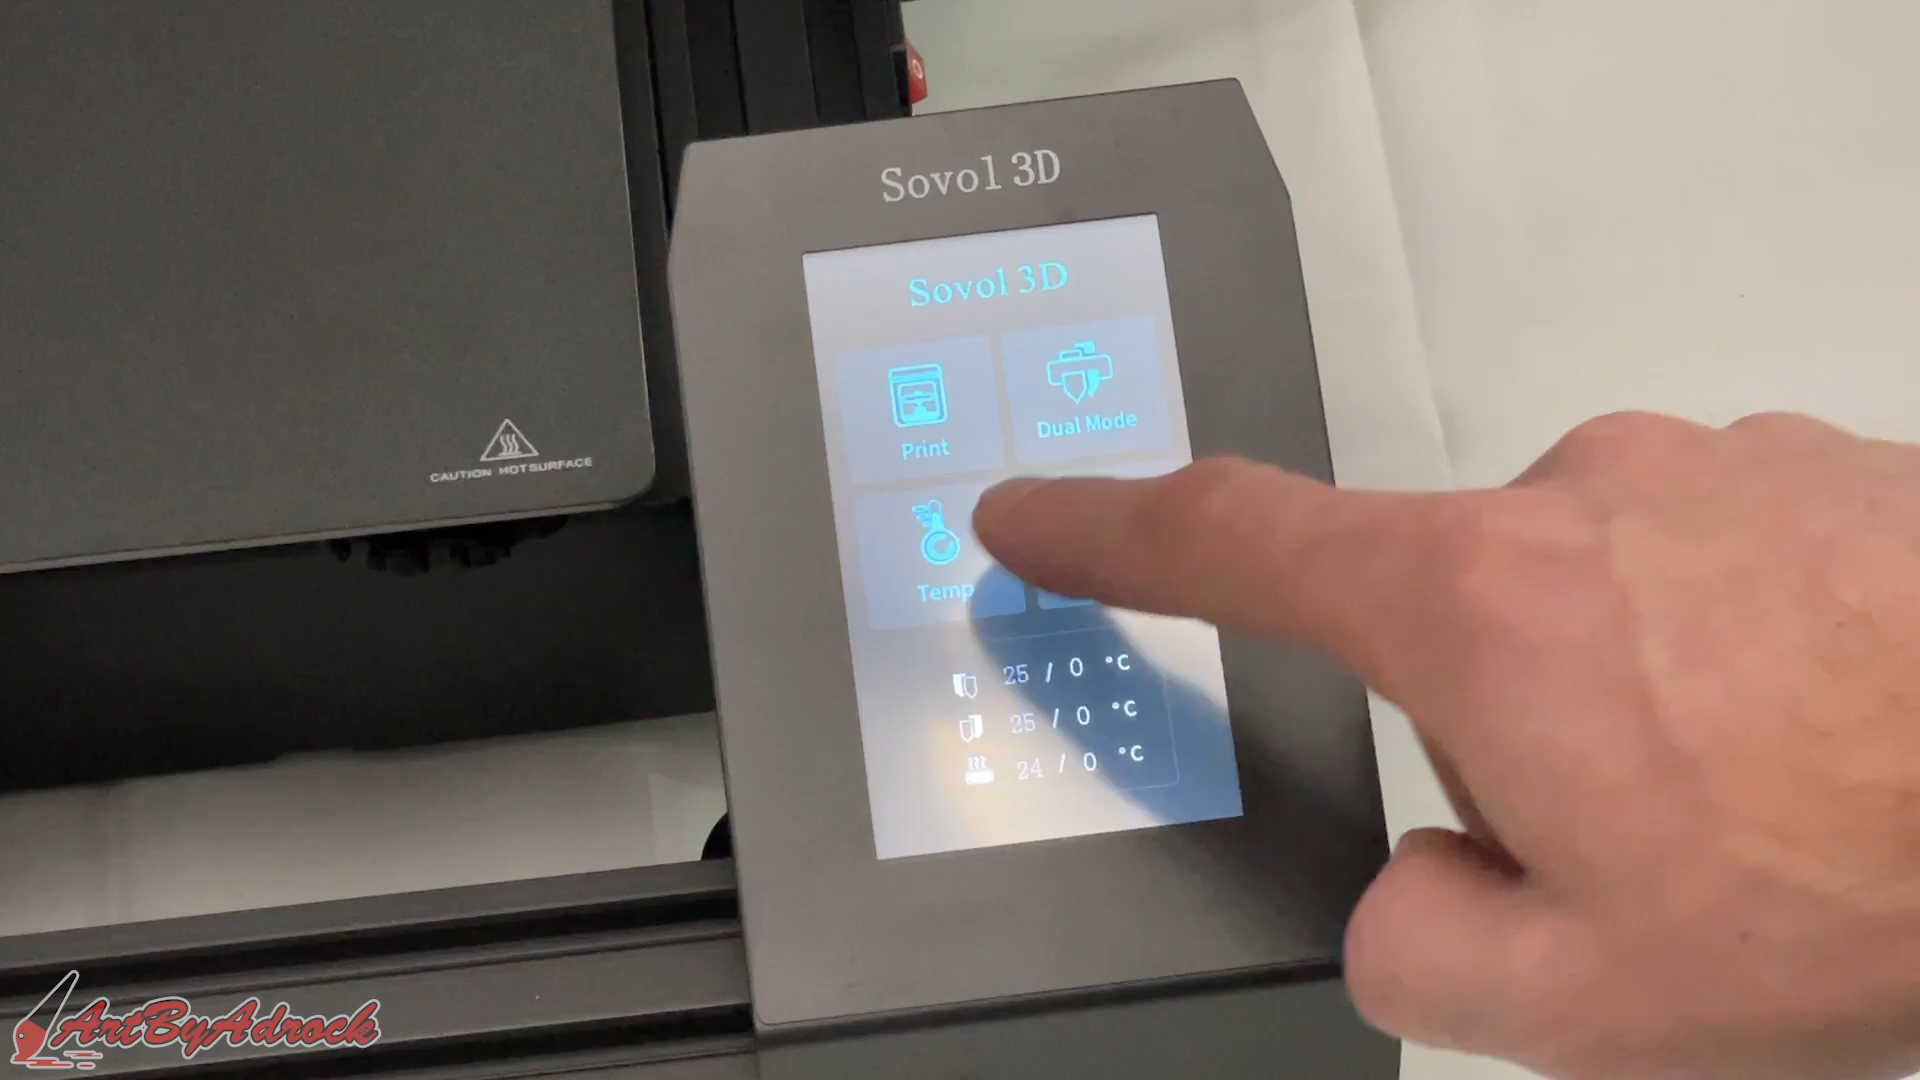 Sovol 3D
Sovol 3D
Print
Dual Mode
Temp
25 / 0 °C
25 / 0 °C
24 / 0 °C
CAUTION HOT SURFACE
O
ArtByAdrock